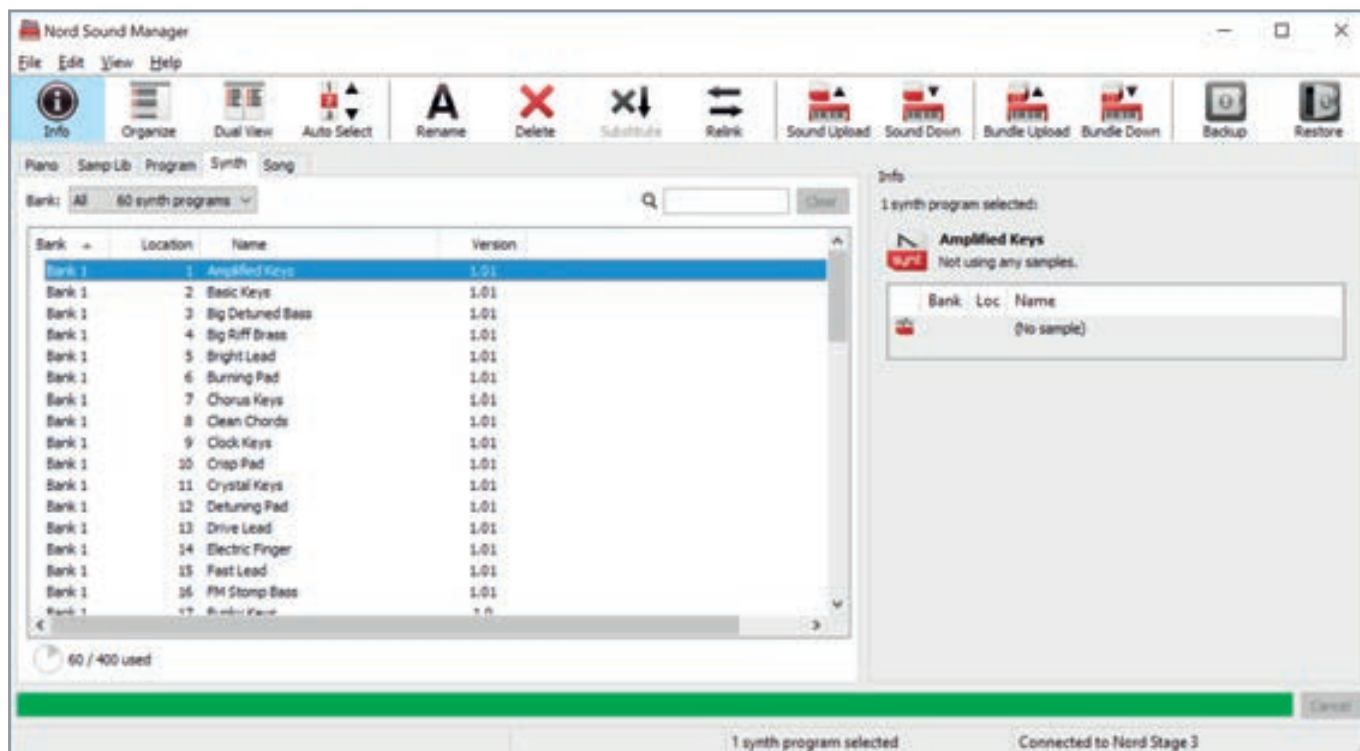 Nord Sound Manager
File Edit View Help
Info Organize Dual View Auto Select Rename Delete Substitute Relink Sound Upload Sound Down Bundle Upload Bundle Down Backup Restore
Piano Samp Lib Program Synth Song
Bank: All 60 synth programs Clear
Bank Location Name Version
Bank 1 1 Amplified Keys 1.01
Bank 1 2 Basic Keys 1.01
Bank 1 3 Big Detuned Bass 1.01
Bank 1 4 Big Riff Brass 1.01
Bank 1 5 Bright Lead 1.01
Bank 1 6 Burning Pad 1.01
Bank 1 7 Chorus Keys 1.01
Bank 1 8 Clean Chords 1.01
Bank 1 9 Clock Keys 1.01
Bank 1 10 Crisp Pad 1.01
Bank 1 11 Crystal Keys 1.01
Bank 1 12 Detuning Pad 1.01
Bank 1 13 Drive Lead 1.01
Bank 1 14 Electric Finger 1.01
Bank 1 15 Fast Lead 1.01
Bank 1 16 FM Stomp Bass 1.01
Bank 1 17
60 / 400 used
Info
1 synth program selected:
Amplified Keys
Not using any samples.
Bank Loc Name
(No sample)
Cancel
1 synth program selected Connected to Nord Stage 3